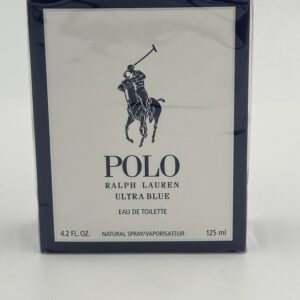 POLO
RALPH LAUREN
ULTRA BLUE
EAU DE TOILETTE
4.2 FL. OZ. NATURAL SPRAY/VAPORISATEUR 125 ml